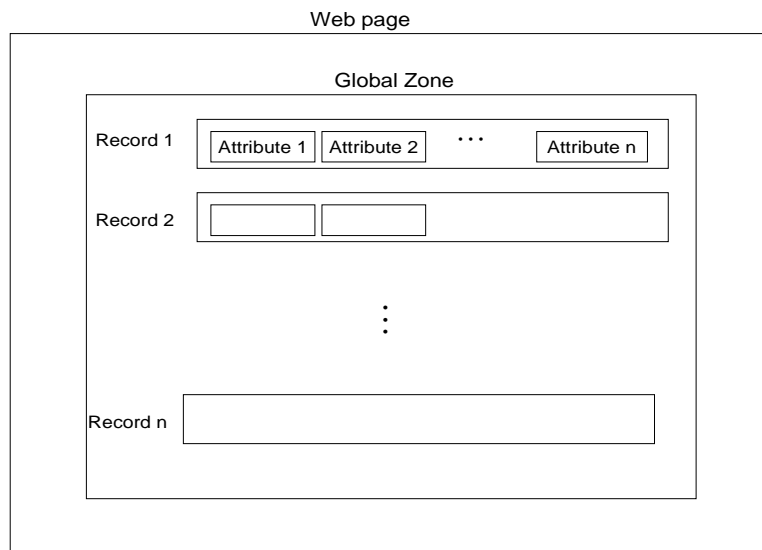 Web page
Global Zone
Record 1
Attribute 1 Attribute 2 ... Attribute n
Record 2
Record n